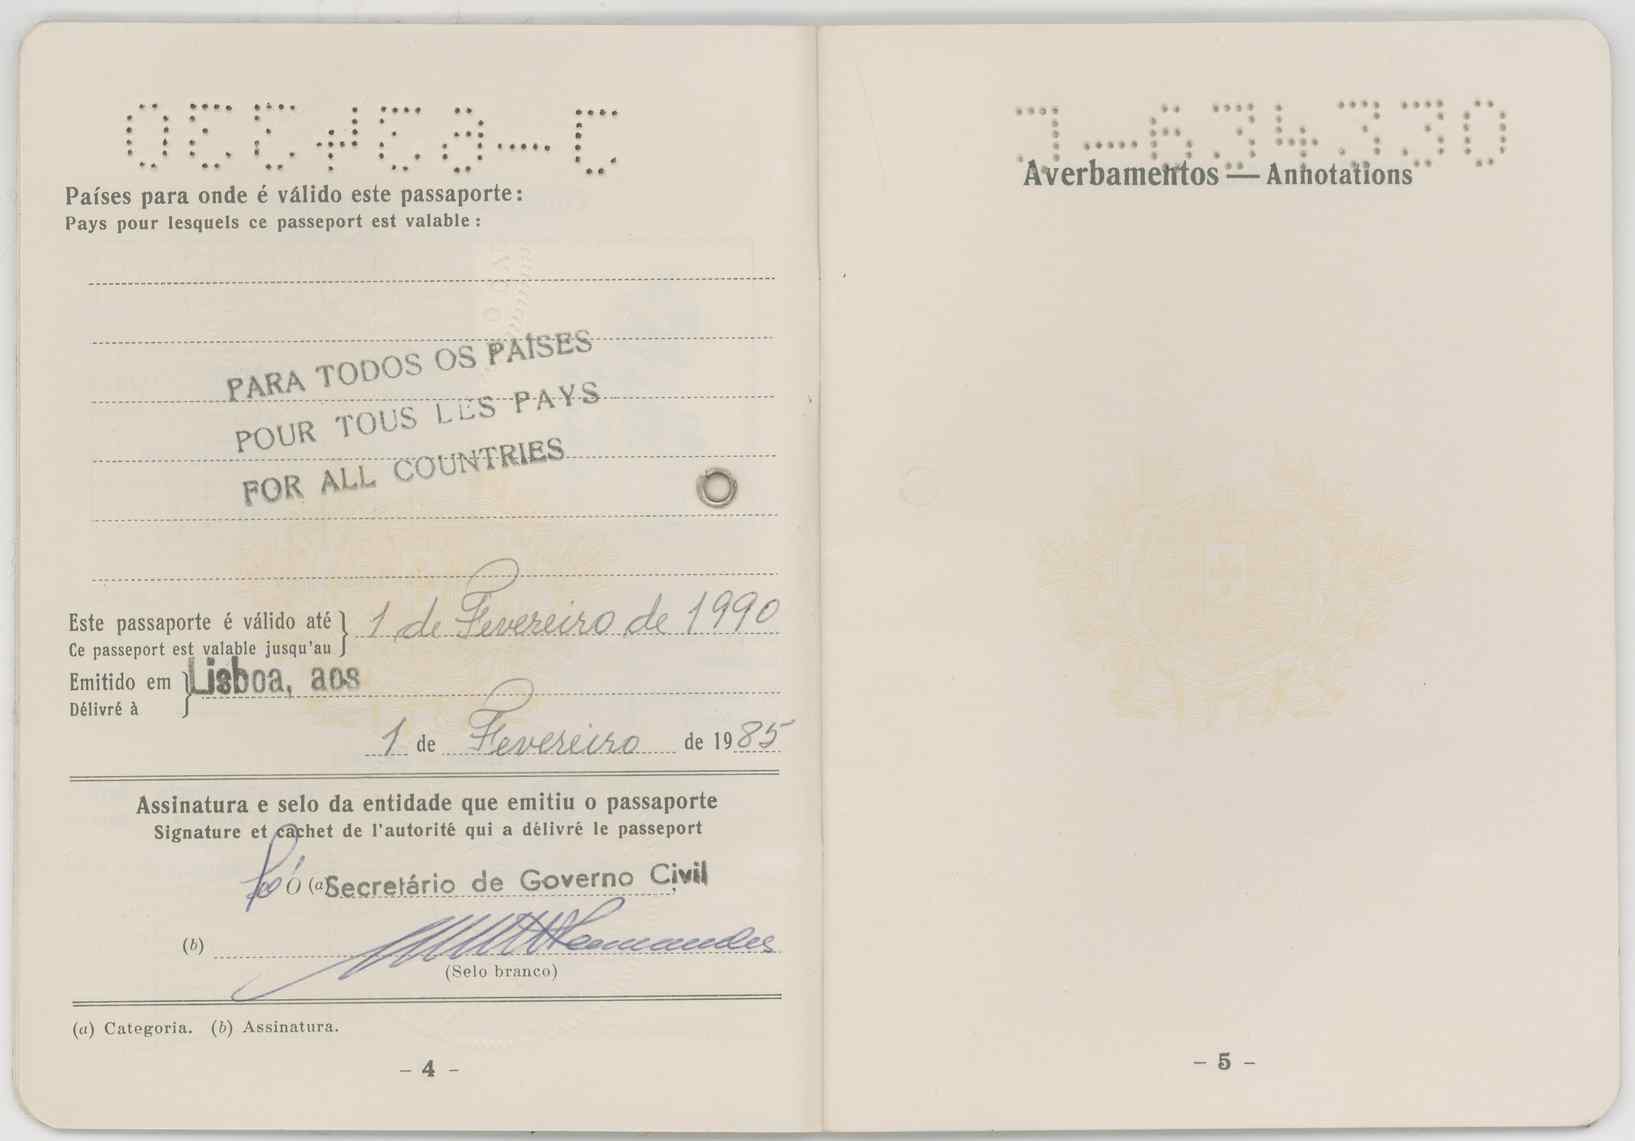 Países para onde é válido este passaporte:
Pays pour lesquels ce passeport est valable :
PARA TODOS OS PAÍSES
POUR TOUS LES PAYS
FOR ALL COUNTRIES
Este passaporte é válido até } 1 de Fevereiro de 1990
Ce passeport est valable jusqu'au
Emitido em } Lisboa, aos
Délivré à
1 de Fevereiro de 1985
Assinatura e selo da entidade que emitiu o passaporte
Signature et cachet de l'autorité qui a délivré le passeport
O (a) Secretário de Governo Civil
(b)
(Selo branco)
(a) Categoria. (b) Assinatura.
– 4 –
J-634330
Averbamentos — Annotations
– 5 –